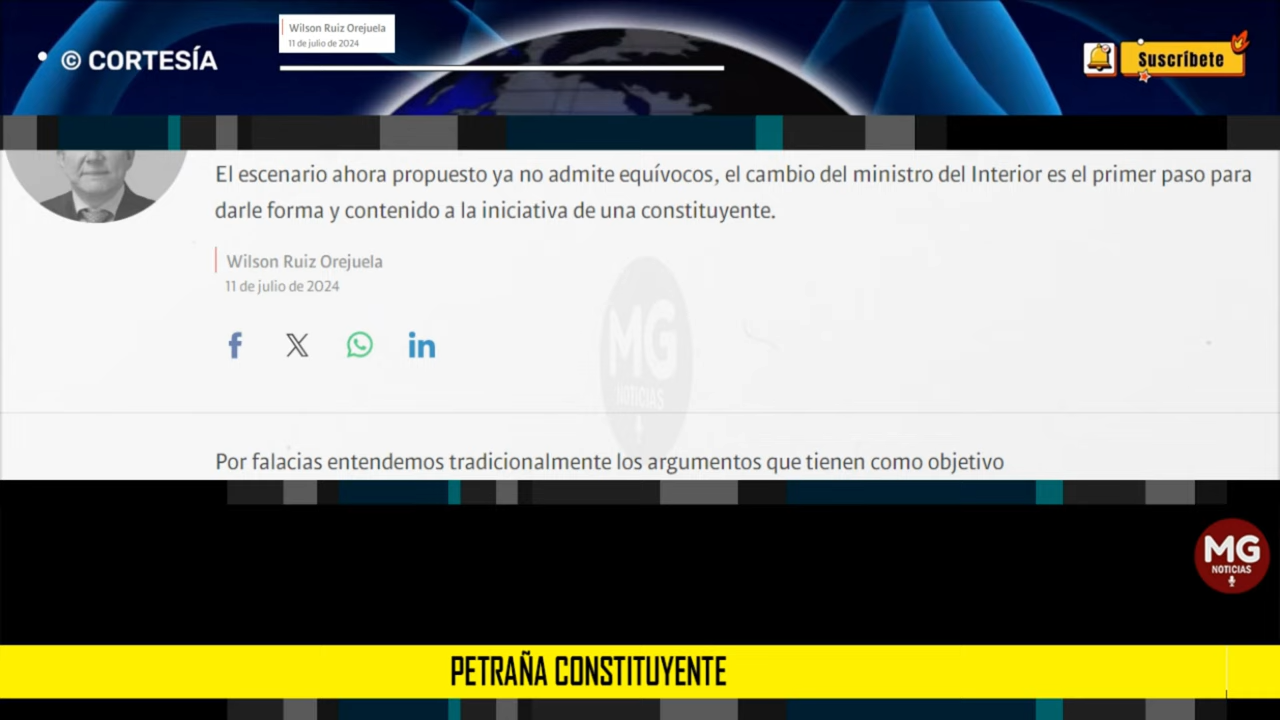 Wilson Ruiz Orejuela
11 de julio de 2024
© CORTESÍA
Suscríbete
El escenario ahora propuesto ya no admite equívocos, el cambio del ministro del Interior es el primer paso para
darle forma y contenido a la iniciativa de una constituyente.
Wilson Ruiz Orejuela
11 de julio de 2024
MG
NOTICIAS
Por falacias entendemos tradicionalmente los argumentos que tienen como objetivo
MG
NOTICIAS
PETRAÑA CONSTITUYENTE